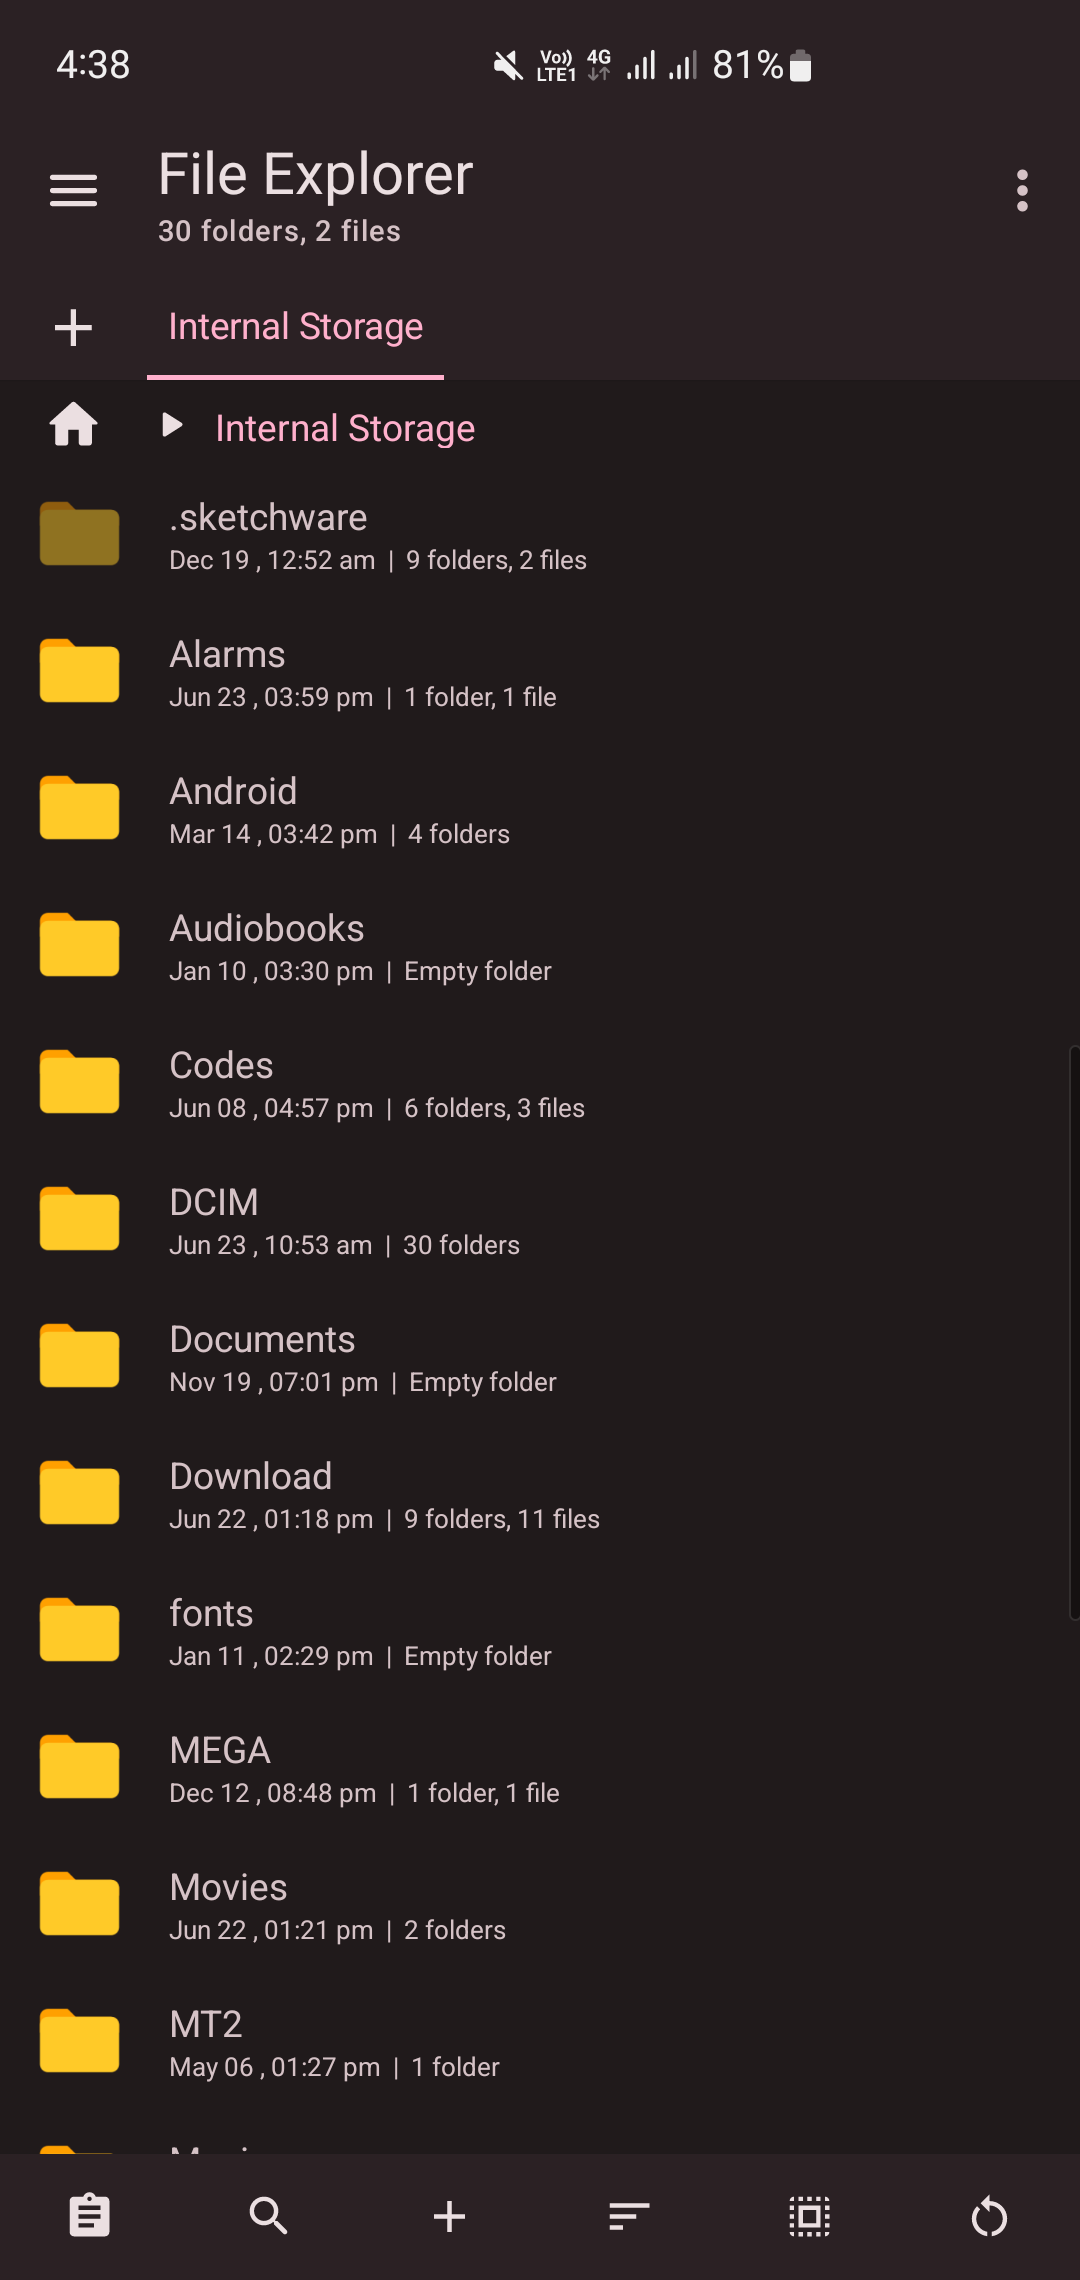 4:38
Vo)) LTE1 4G 81%
File Explorer
30 folders, 2 files
Internal Storage
Internal Storage
.sketchware
Dec 19 , 12:52 am | 9 folders, 2 files
Alarms
Jun 23 , 03:59 pm | 1 folder, 1 file
Android
Mar 14 , 03:42 pm | 4 folders
Audiobooks
Jan 10 , 03:30 pm | Empty folder
Codes
Jun 08 , 04:57 pm | 6 folders, 3 files
DCIM
Jun 23 , 10:53 am | 30 folders
Documents
Nov 19 , 07:01 pm | Empty folder
Download
Jun 22 , 01:18 pm | 9 folders, 11 files
fonts
Jan 11 , 02:29 pm | Empty folder
MEGA
Dec 12 , 08:48 pm | 1 folder, 1 file
Movies
Jun 22 , 01:21 pm | 2 folders
MT2
May 06 , 01:27 pm | 1 folder